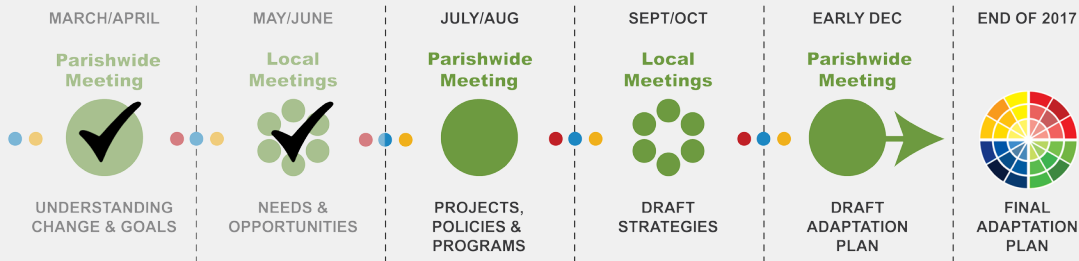 MARCH/APRIL
Parishwide
Meeting
UNDERSTANDING
CHANGE & GOALS
MAY/JUNE
Local
Meetings
NEEDS &
OPPORTUNITIES
JULY/AUG
Parishwide
Meeting
PROJECTS,
POLICIES &
PROGRAMS
SEPT/OCT
Local
Meetings
DRAFT
STRATEGIES
EARLY DEC
Parishwide
Meeting
DRAFT
ADAPTATION
PLAN
END OF 2017
FINAL
ADAPTATION
PLAN